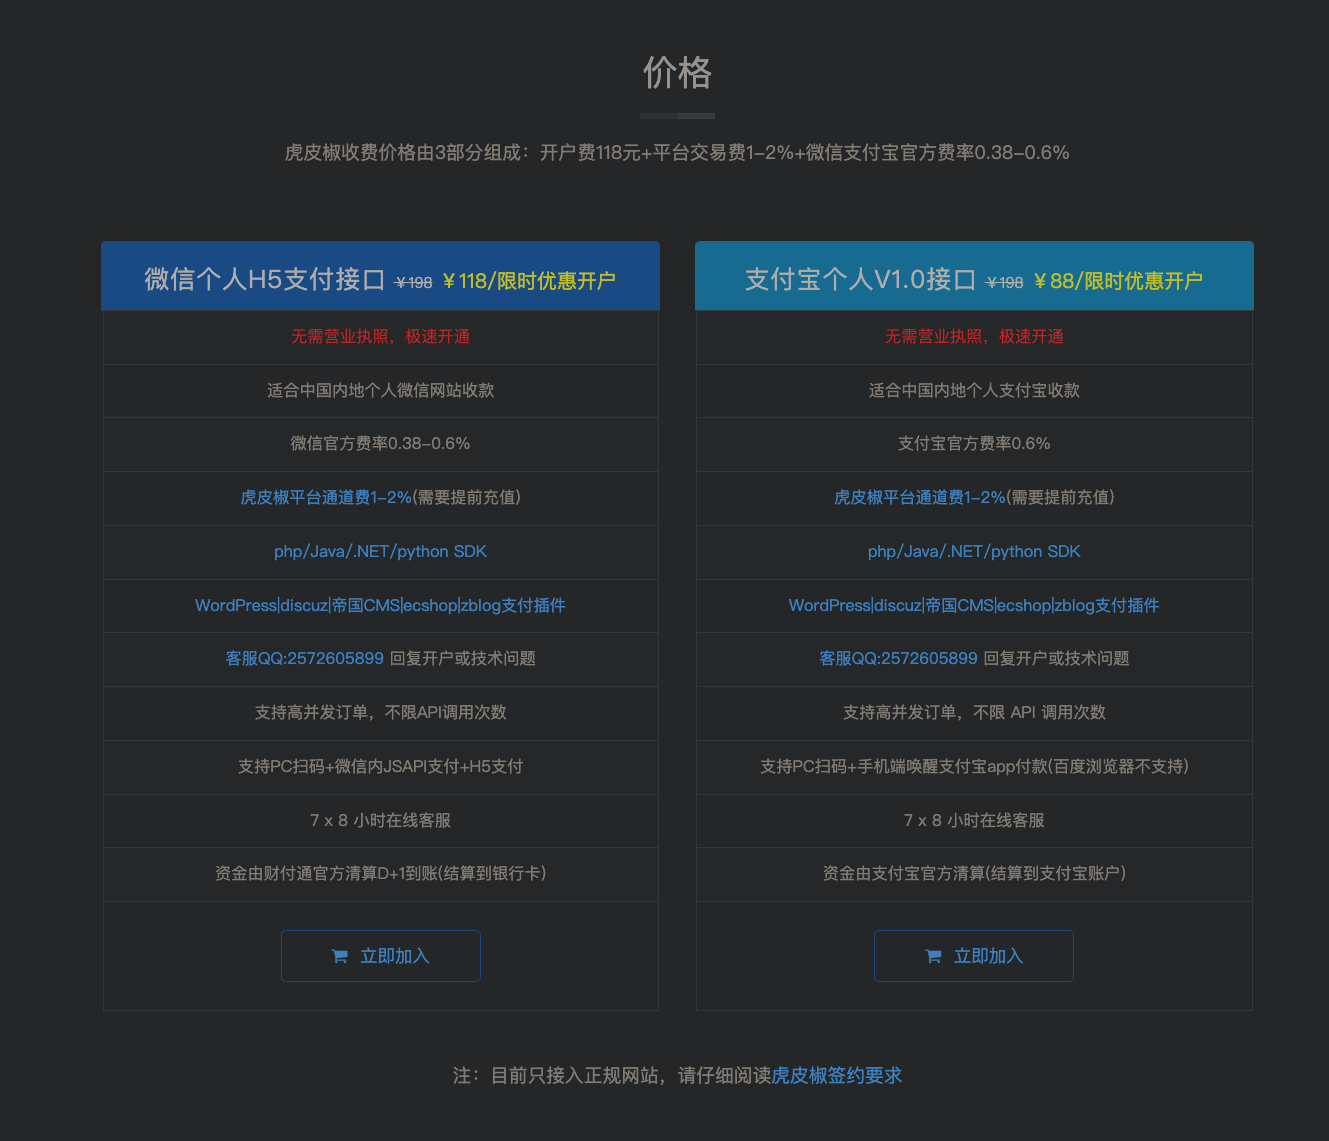 价格
虎皮椒收费价格由3部分组成：开户费118元+平台交易费1-2%+微信支付宝官方费率0.38-0.6%
微信个人H5支付接口 ￥198 ￥118/限时优惠开户
无需营业执照，极速开通
适合中国内地个人微信网站收款
微信官方费率0.38-0.6%
虎皮椒平台通道费1-2%(需要提前充值)
php/Java/.NET/python SDK
WordPress|discuz|帝国CMS|ecshop|zblog支付插件
客服QQ:2572605899 回复开户或技术问题
支持高并发订单，不限API调用次数
支持PC扫码+微信内JSAPI支付+H5支付
7 x 8 小时在线客服
资金由财付通官方清算D+1到账(结算到银行卡)
立即加入
支付宝个人V1.0接口 ￥198 ￥88/限时优惠开户
无需营业执照，极速开通
适合中国内地个人支付宝收款
支付宝官方费率0.6%
虎皮椒平台通道费1-2%(需要提前充值)
php/Java/.NET/python SDK
WordPress|discuz|帝国CMS|ecshop|zblog支付插件
客服QQ:2572605899 回复开户或技术问题
支持高并发订单，不限 API 调用次数
支持PC扫码+手机端唤醒支付宝app付款(百度浏览器不支持)
7 x 8 小时在线客服
资金由支付宝官方清算(结算到支付宝账户)
立即加入
注：目前只接入正规网站，请仔细阅读虎皮椒签约要求